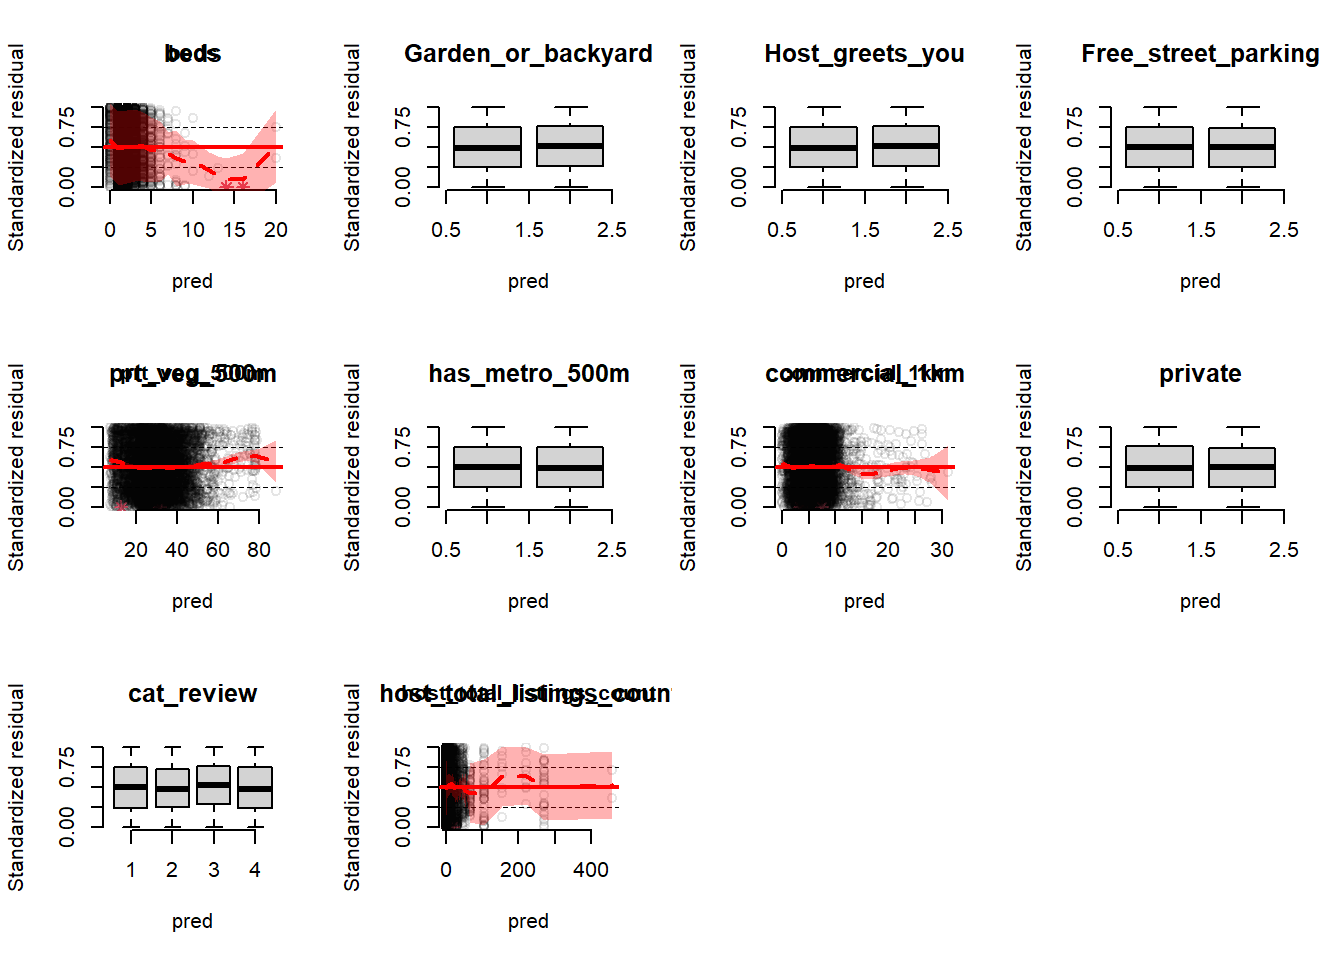 beds
Standardized residual
0.00 0.75
0 5 10 15 20
pred
Garden_or_backyard
Standardized residual
0.00 0.75
0.5 1.5 2.5
pred
Host_greets_you
Standardized residual
0.00 0.75
0.5 1.5 2.5
pred
Free_street_parking
Standardized residual
0.00 0.75
0.5 1.5 2.5
pred
prt_veg_500m
Standardized residual
0.00 0.75
20 40 60 80
pred
has_metro_500m
Standardized residual
0.00 0.75
0.5 1.5 2.5
pred
commercial_1km
Standardized residual
0.00 0.75
0 10 20 30
pred
private
Standardized residual
0.00 0.75
0.5 1.5 2.5
pred
cat_review
Standardized residual
0.00 0.75
1 2 3 4
pred
host_total_listings_coun
Standardized residual
0.00 0.75
0 200 400
pred